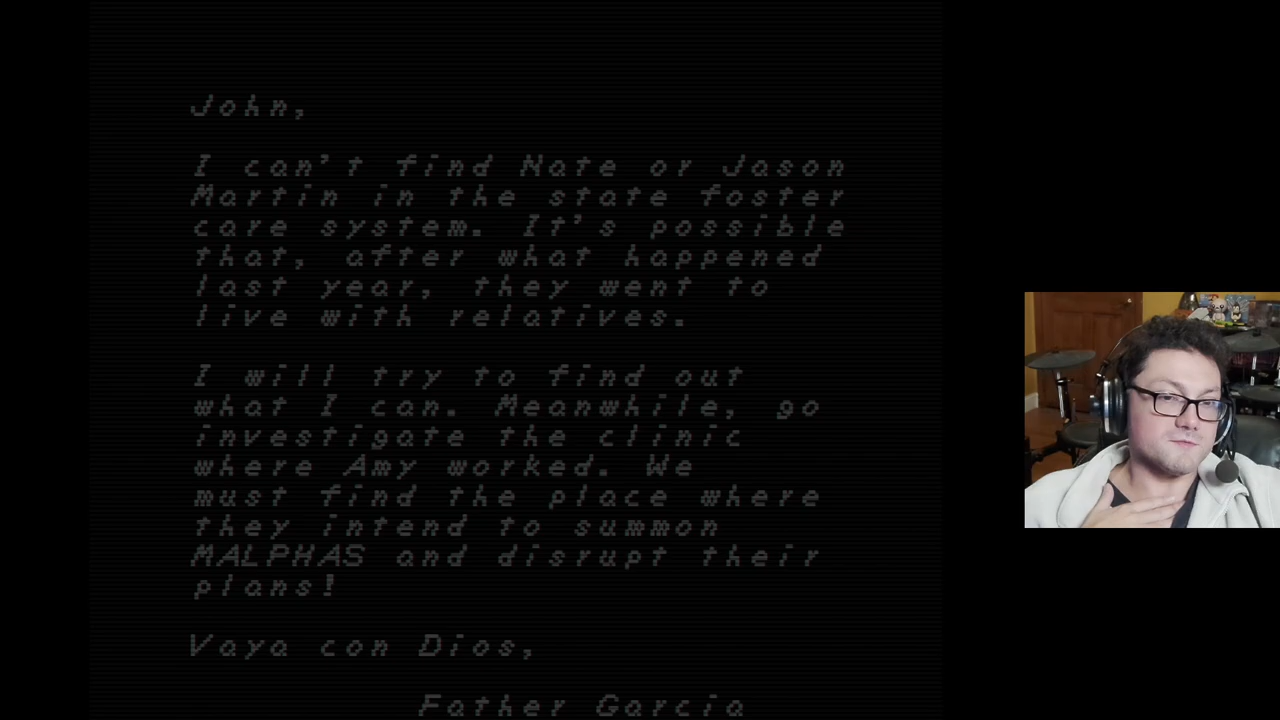 John,
I can't find Nate or Jason
Martin in the state foster
care system. It's possible
that, after what happened
last year, they went to
live with relatives.
I will try to find out
what I can. Meanwhile, go
investigate the clinic
where Amy worked. We
must find the place where
they intend to summon
MALPHAS and disrupt their
plans!
Vaya con Dios,
Father Garcia